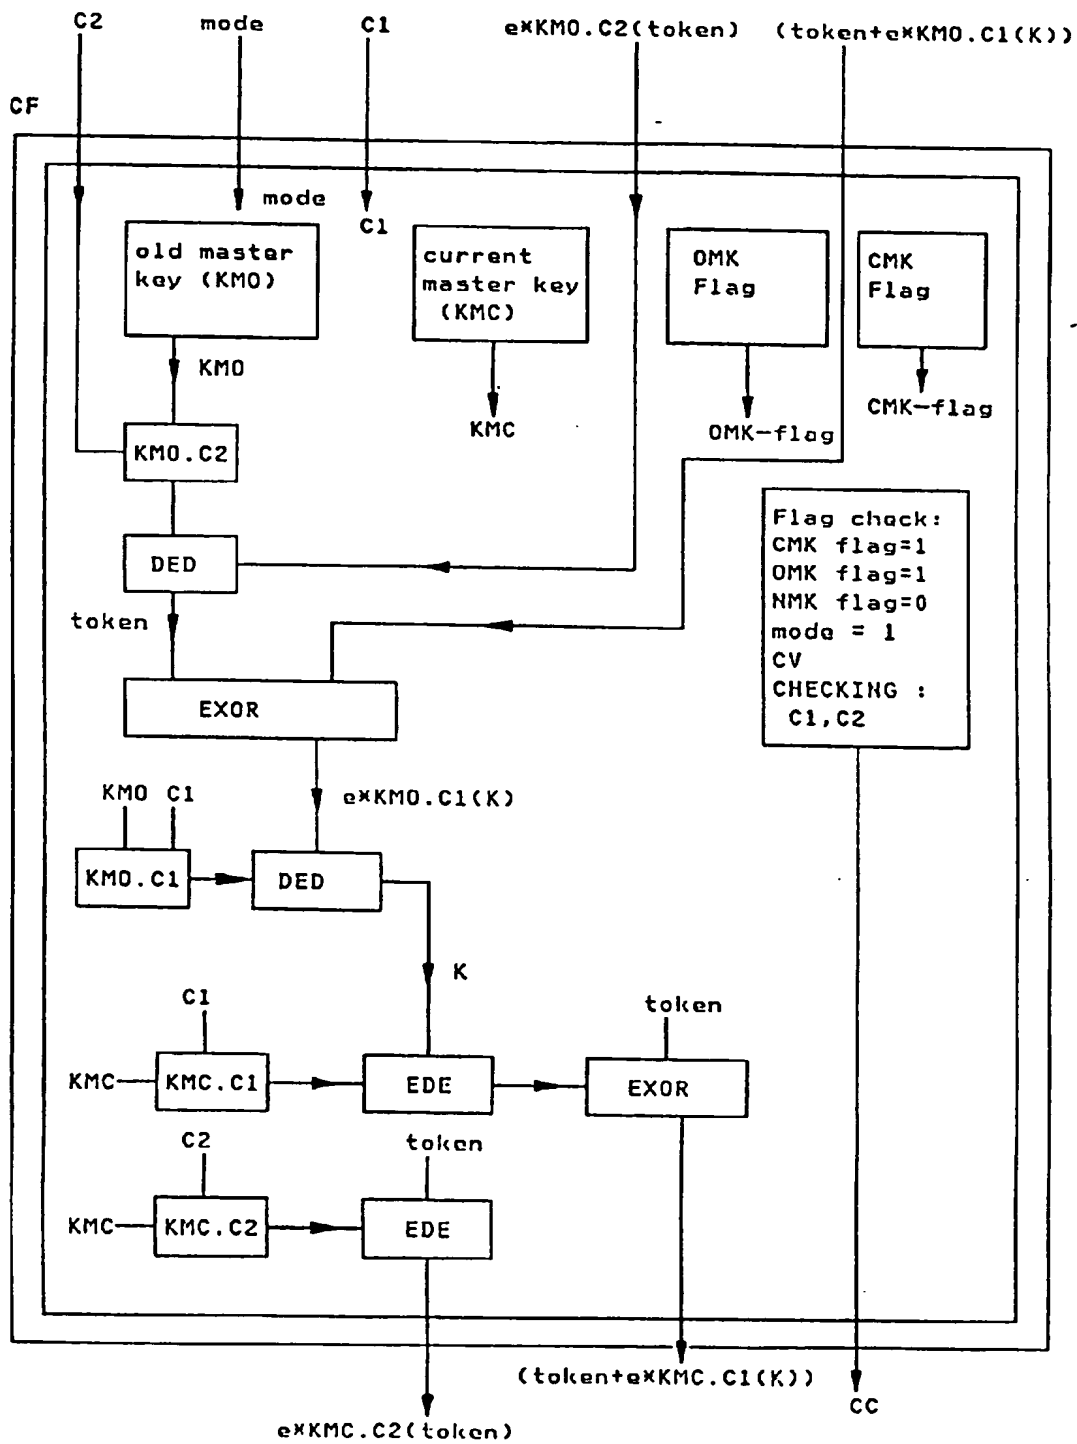 C2
mode
C1
e*KMO.C2(token)
(token+e*KMO.C1(K))
CF
mode
C1
old master
key (KMO)
current
master key
(KMC)
OMK
Flag
CMK
Flag
KMO
KMC
OMK-flag
CMK-flag
KMO.C2
Flag check:
CMK flag=1
OMK flag=1
NMK flag=0
mode = 1
CV
CHECKING :
C1,C2
DED
token
EXOR
e*KMO.C1(K)
KMO C1
KMO.C1
DED
K
C1
token
KMC
KMC.C1
EDE
EXOR
C2
token
KMC
KMC.C2
EDE
(token+e*KMC.C1(K))
CC
e*KMC.C2(token)